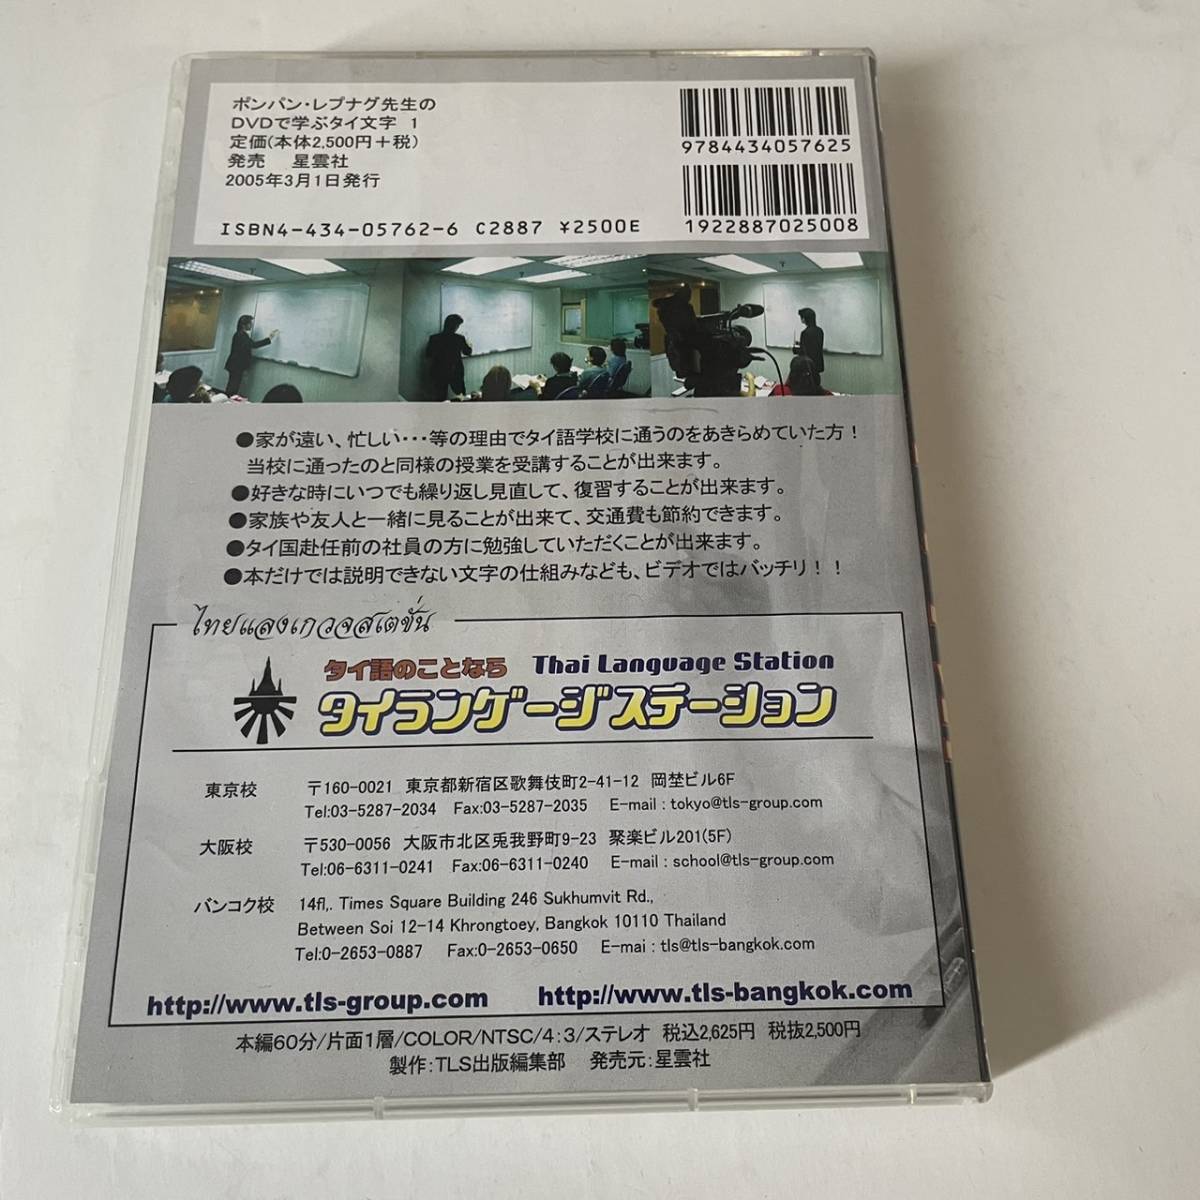 ポンパン・レプナグ先生の
DVDで学ぶタイ文字 1
定価(本体2,500円+税)
発売 星雲社
2005年3月1日発行
9784434057625
1922887025008
ISBN4-434-05762-6 C2887 ¥2500E
●家が遠い、忙しい・・・等の理由でタイ語学校に通うのをあきらめていた方!
当校に通ったのと同様の授業を受講することが出来ます。
●好きな時にいつでも繰り返し見直して、復習することが出来ます。
●家族や友人と一緒に見ることが出来て、交通費も節約できます。
●タイ国赴任前の社員の方に勉強していただくことが出来ます。
●本だけでは説明できない文字の仕組みなども、ビデオではバッチリ!!
ไทยแลงเกวจสเตชั่น
タイ語のことなら Thai Language Station
タイランゲージステーション
東京校 〒160-0021 東京都新宿区歌舞伎町2-41-12 岡埜ビル6F
Tel:03-5287-2034 Fax:03-5287-2035 E-mail : tokyo@tls-group.com
大阪校 〒530-0056 大阪市北区兎我野町9-23 聚楽ビル201(5F)
Tel:06-6311-0241 Fax:06-6311-0240 E-mail : school@tls-group.com
バンコク校 14fl,. Times Square Building 246 Sukhumvit Rd.,
Between Soi 12-14 Khrongtoey, Bangkok 10110 Thailand
Tel:0-2653-0887 Fax:0-2653-0650 E-mai : tls@tls-bangkok.com
http://www.tls-group.com http://www.tls-bangkok.com
本編60分/片面1層/COLOR/NTSC/4:3/ステレオ 税込2,625円 税抜2,500円
製作:TLS出版編集部 発売元:星雲社